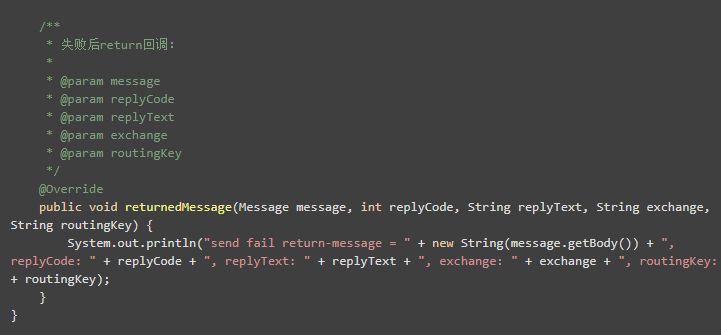 /**
 * 失败后return回调:
 *
 * @param message
 * @param replyCode
 * @param replyText
 * @param exchange
 * @param routingKey
 */
@Override
public void returnedMessage(Message message, int replyCode, String replyText, String exchange,
String routingKey) {
System.out.println("send fail return-message = " + new String(message.getBody()) + ",
replyCode: " + replyCode + ", replyText: " + replyText + ", exchange: " + exchange + ", routingKey:
+ routingKey);
}
}